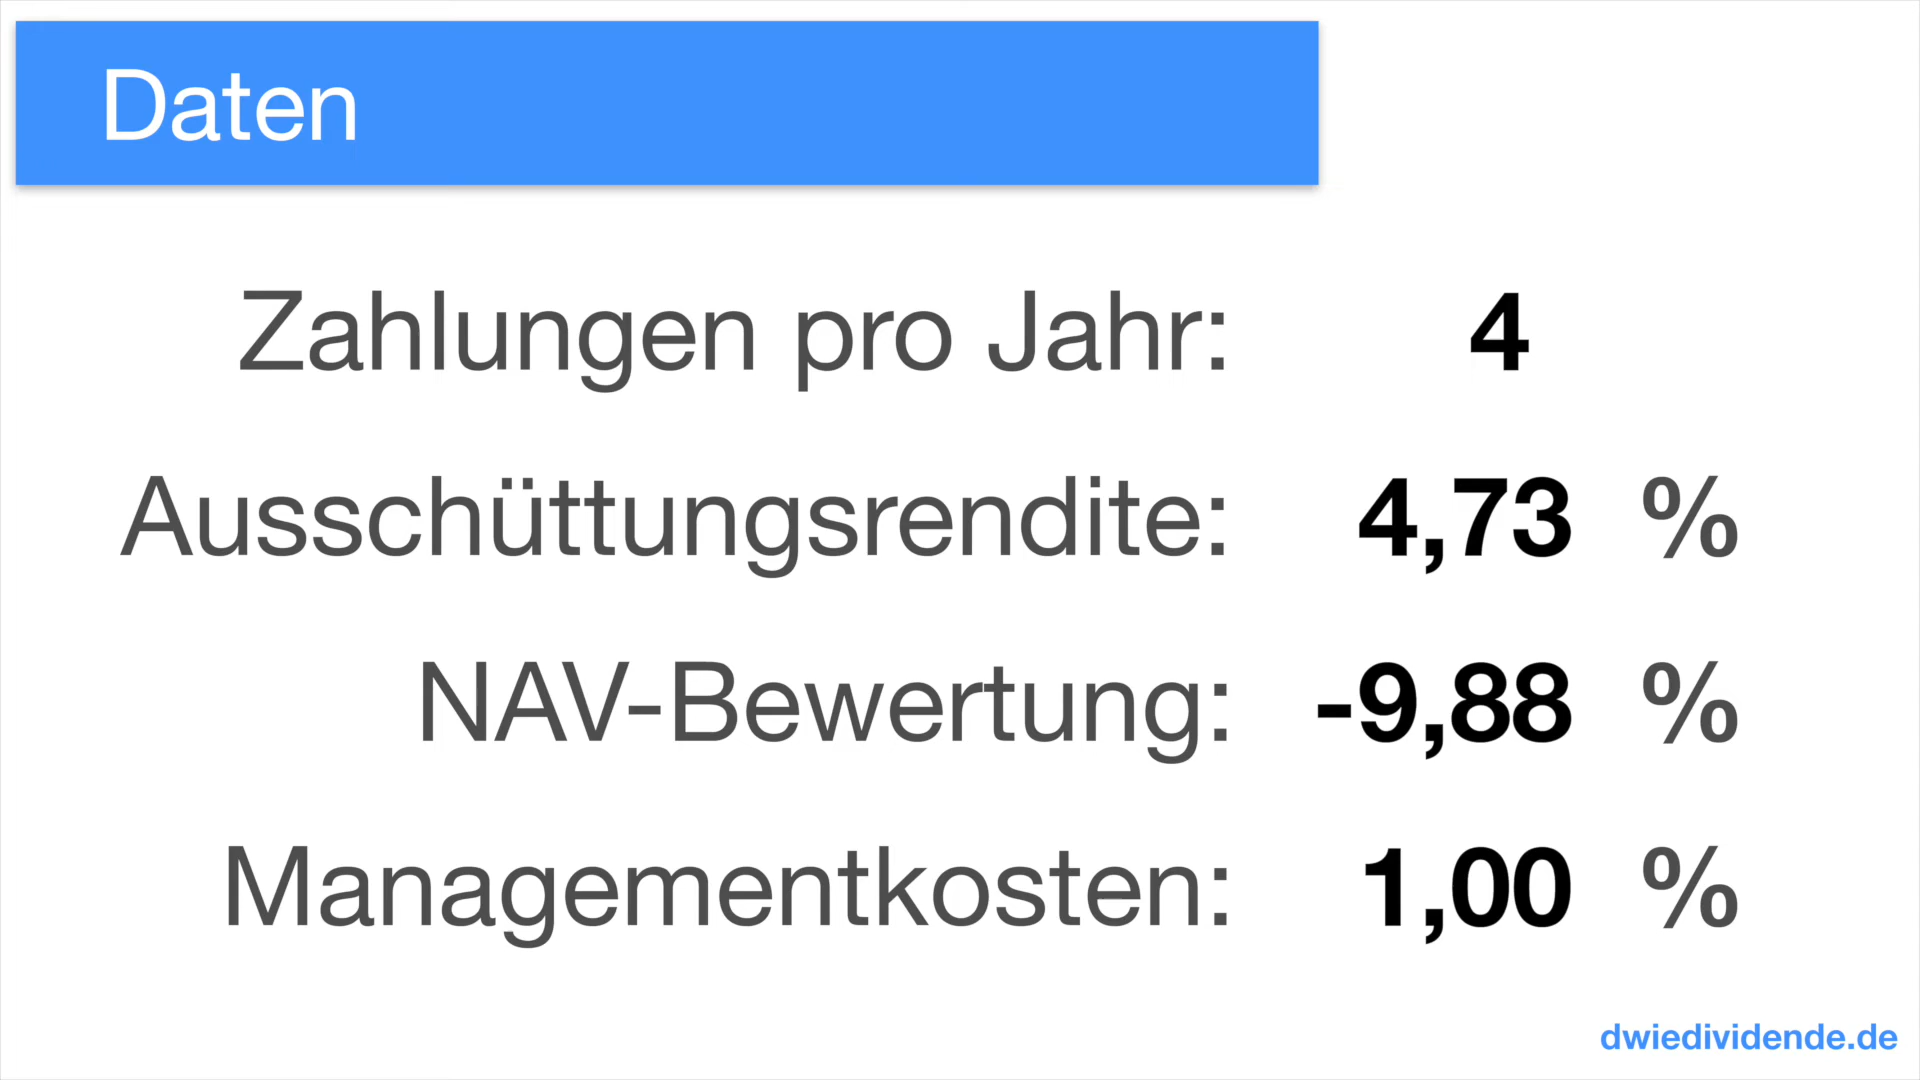 Daten
Zahlungen pro Jahr: 4
Ausschüttungsrendite: 4,73 %
NAV-Bewertung: -9,88 %
Managementkosten: 1,00 %
dwiedividende.de